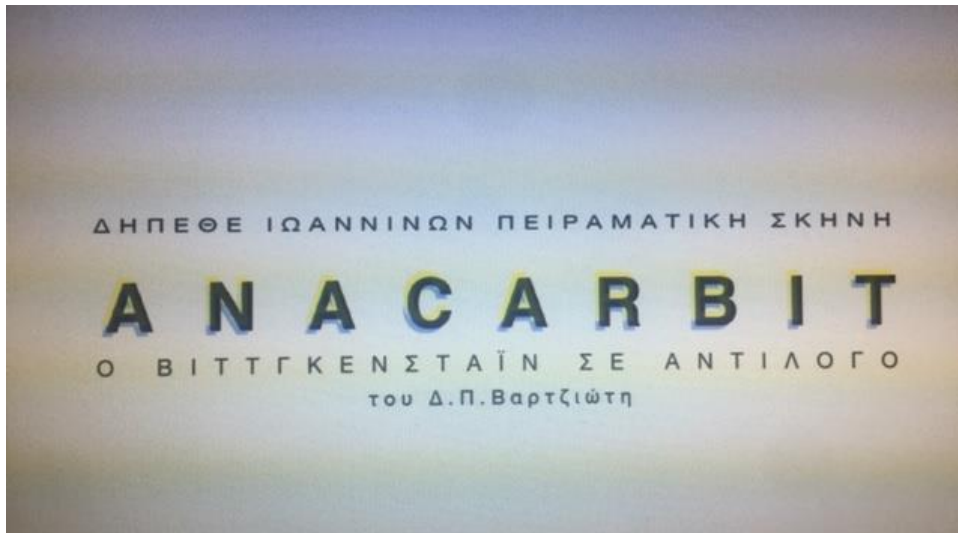 ΔΗΠΕΘΕ ΙΩΑΝΝΙΝΩΝ ΠΕΙΡΑΜΑΤΙΚΗ ΣΚΗΝΗ
ANACARBIT
Ο ΒΙΤΤΓΚΕΝΣΤΑΪΝ ΣΕ ΑΝΤΙΛΟΓΟ
του Δ.Π.Βαρτζιώτη